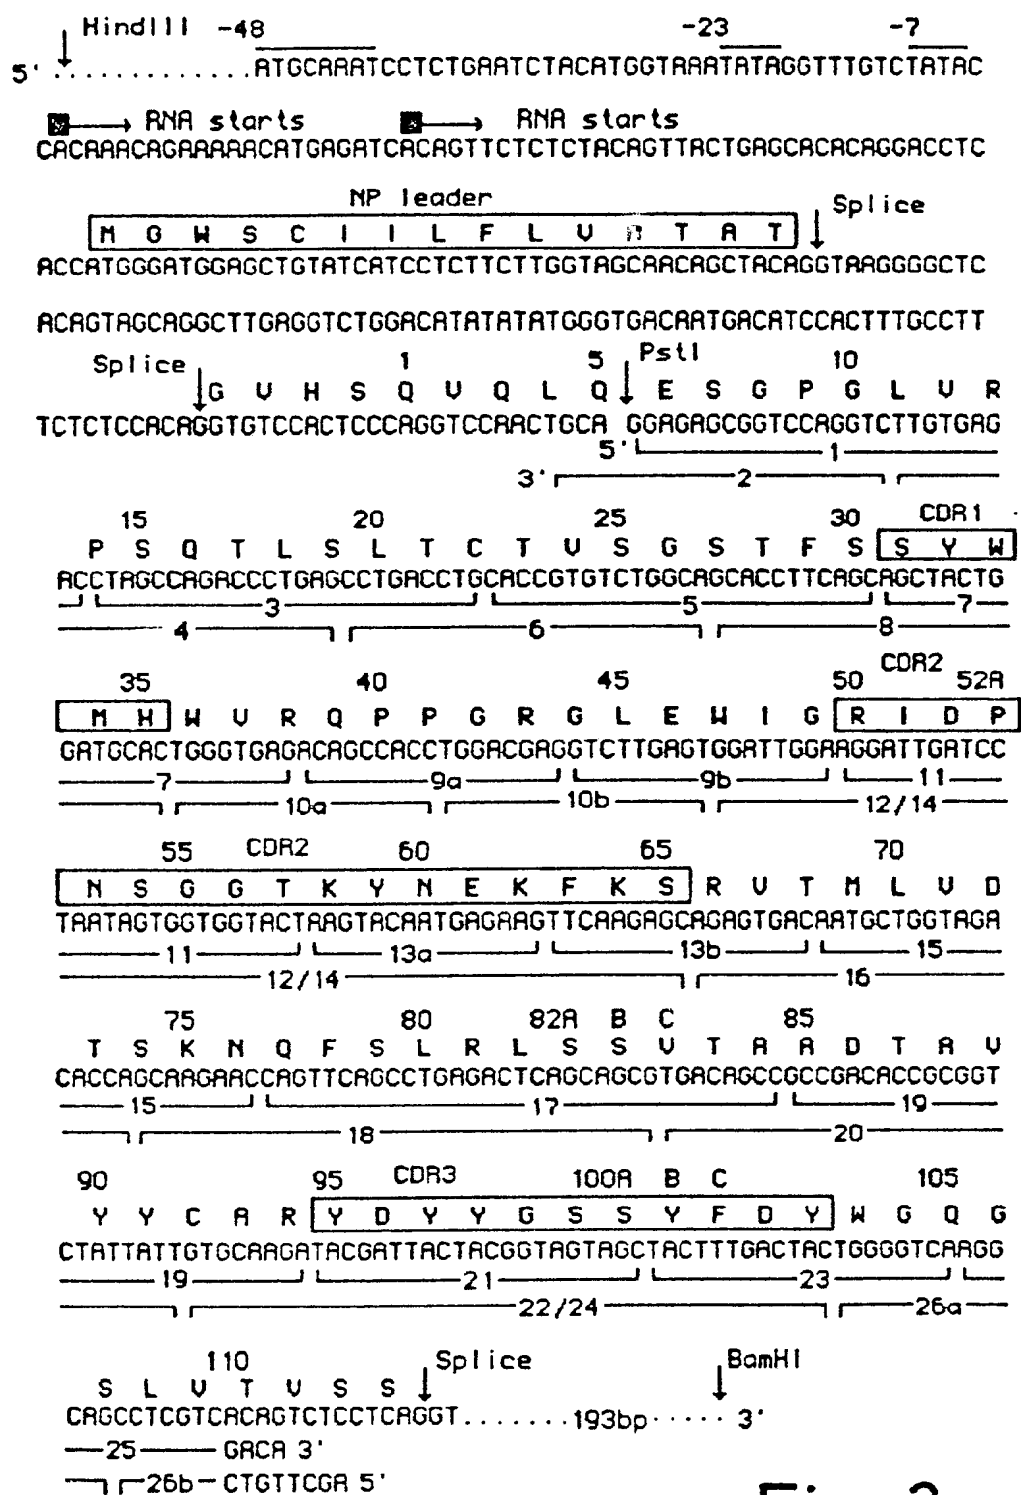 HindIII -48 -23 -7
5' ..............ATGCAAATCCTCTGAATCTACATGGTAAATATAGGTTTGTCTATAC
RNA starts RNA starts
CACAAACAGAAAAACATGAGATCACAGTTCTCTCTACAGTTACTGAGCACACAGGACCTC
NP leader Splice
M G W S C I I L F L V A T A T
ACCATGGGATGGAGCTGTATCATCCTCTTCTTGGTAGCAACAGCTACAGGTAAGGGGCTC
ACAGTAGCAGGCTTGAGGTCTGGACATATATATGGGTGACAATGACATCCACTTTGCCTT
Splice 1 5 PstI 10
G V H S Q V Q L Q E S G P G L V R
TCTCTCCACAGGTGTCCACTCCCAGGTCCAACTGCA GGAGAGCGGTCCAGGTCTTGTGAG
5' 1
3' 2
15 20 25 30 CDR1
P S Q T L S L T C T V S G S T F S S Y W
ACCTAGCCAGACCCTGAGCCTGACCTGCACCGTGTCTGGCAGCACCTTCAGCAGCTACTG
3 5 7
4 6 8
35 40 45 50 CDR2 52A
M H W V R Q P P G R G L E W I G R I D P
GATGCACTGGGTGAGACAGCCACCTGGACGAGGTCTTGAGTGGATTGGAAGGATTGATCC
7 9a 9b 11
10a 10b 12/14
55 CDR2 60 65 70
N S G G T K Y N E K F K S R V T M L V D
TAATAGTGGTGGTACTAAGTACAATGAGAAGTTCAAGAGCAGAGTGACAATGCTGGTAGA
11 13a 13b 15
12/14 16
75 80 82A B C 85
T S K N Q F S L R L S S V T A A D T A V
CACCAGCAAGAACCAGTTCAGCCTGAGACTCAGCAGCGTGACAGCCGCCGACACCGCGGT
15 17 19
18 20
90 95 CDR3 100A B C 105
Y Y C A R Y D Y Y G S S Y F D Y W G Q G
CTATTATTGTGCAAGATACGATTACTACGGTAGTAGCTACTTTGACTACTGGGGTCAAGG
19 21 23
22/24 26a
110 Splice BamHI
S L V T V S S
CAGCCTCGTCACAGTCTCCTCAGGT.......193bp...... 3'
25 GACA 3'
26b CTGTTCGA 5'